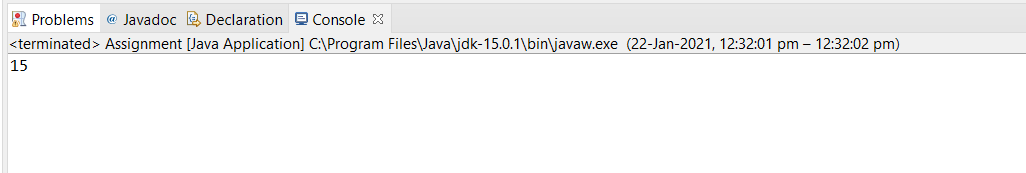 Problems @ Javadoc Declaration Console
<terminated> Assignment [Java Application] C:\Program Files\Java\jdk-15.0.1\bin\javaw.exe (22-Jan-2021, 12:32:01 pm – 12:32:02 pm)
15